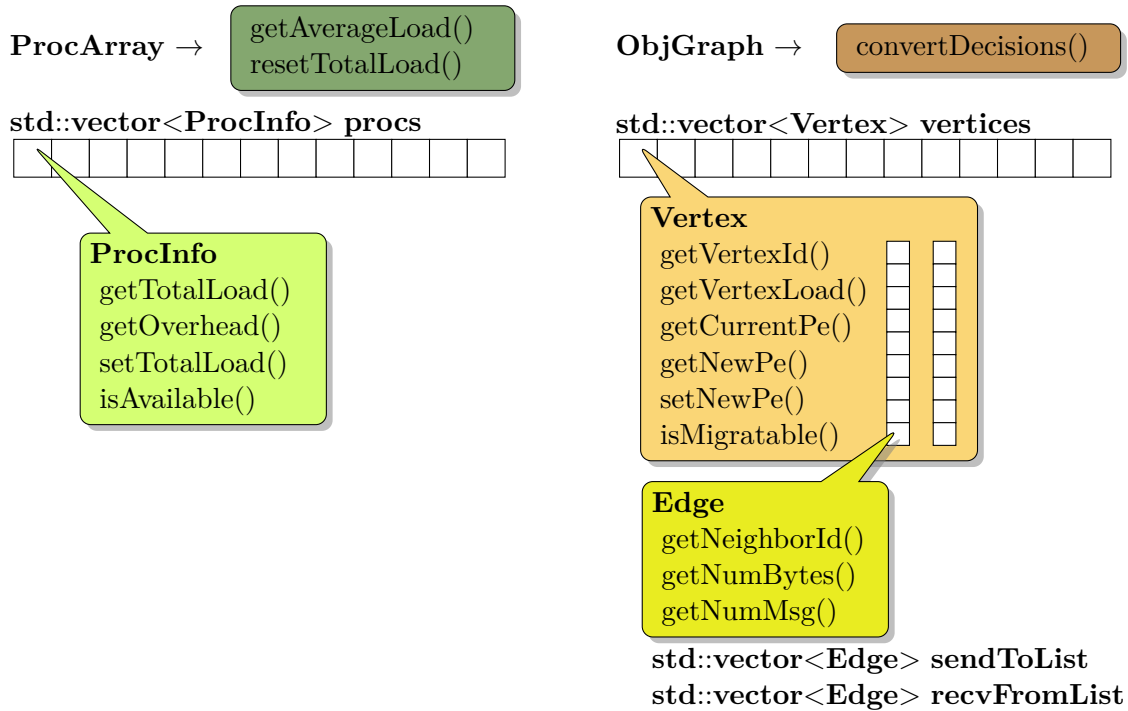 ProcArray →
getAverageLoad()
resetTotalLoad()
std::vector<ProcInfo> procs
ProcInfo
getTotalLoad()
getOverhead()
setTotalLoad()
isAvailable()
ObjGraph →
convertDecisions()
std::vector<Vertex> vertices
Vertex
getVertexId()
getVertexLoad()
getCurrentPe()
getNewPe()
setNewPe()
isMigratable()
Edge
getNeighborId()
getNumBytes()
getNumMsg()
std::vector<Edge> sendToList
std::vector<Edge> recvFromList